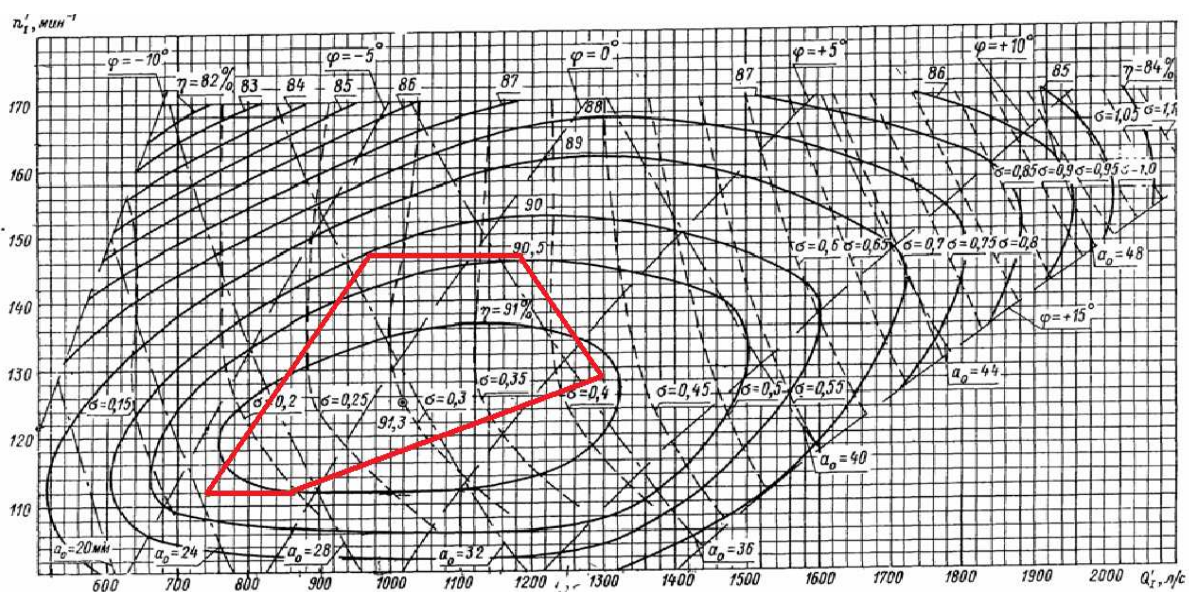 n'I, мин⁻¹
φ=-10° φ=-5° φ=0° φ=+5° φ=+10°
η=82% 83 84 85 86 87 88 87 86 85 η=84%
170
σ=1,05 σ=1,1
89
160
σ=0,85 σ=0,9 σ=0,95 σ=1,0
90
150
90,5
σ=0,6 σ=0,65 σ=0,7 σ=0,75 σ=0,8
a₀=48
140
η=91%
φ=+15°
130
a₀=44
σ=0,15 σ=0,2 σ=0,25 σ=0,3 σ=0,35 σ=0,4 σ=0,45 σ=0,5 σ=0,55
91,3
120
a₀=40
110
a₀=20мм a₀=24 a₀=28 a₀=32 a₀=36
600 700 800 900 1000 1100 1200 1300 1400 1500 1600 1700 1800 1900 2000 Q'I, л/с